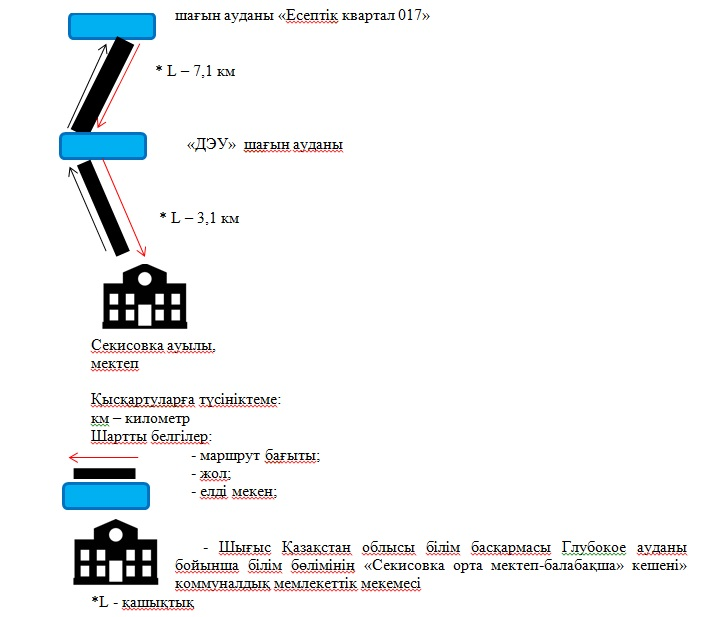 шағын ауданы «Есептік квартал 017»
* L – 7,1 км
«ДЭУ» шағын ауданы
* L – 3,1 км
Секисовка ауылы,
мектеп
Қысқартуларға түсініктеме:
км – километр
Шартты белгілер:
- маршрут бағыты;
- жол;
- елді мекен;
- Шығыс Қазақстан облысы білім басқармасы Глубокое ауданы
бойынша білім бөлімінің «Секисовка орта мектеп-балабақша» кешені»
коммуналдық мемлекеттік мекемесі
*L - қашықтық